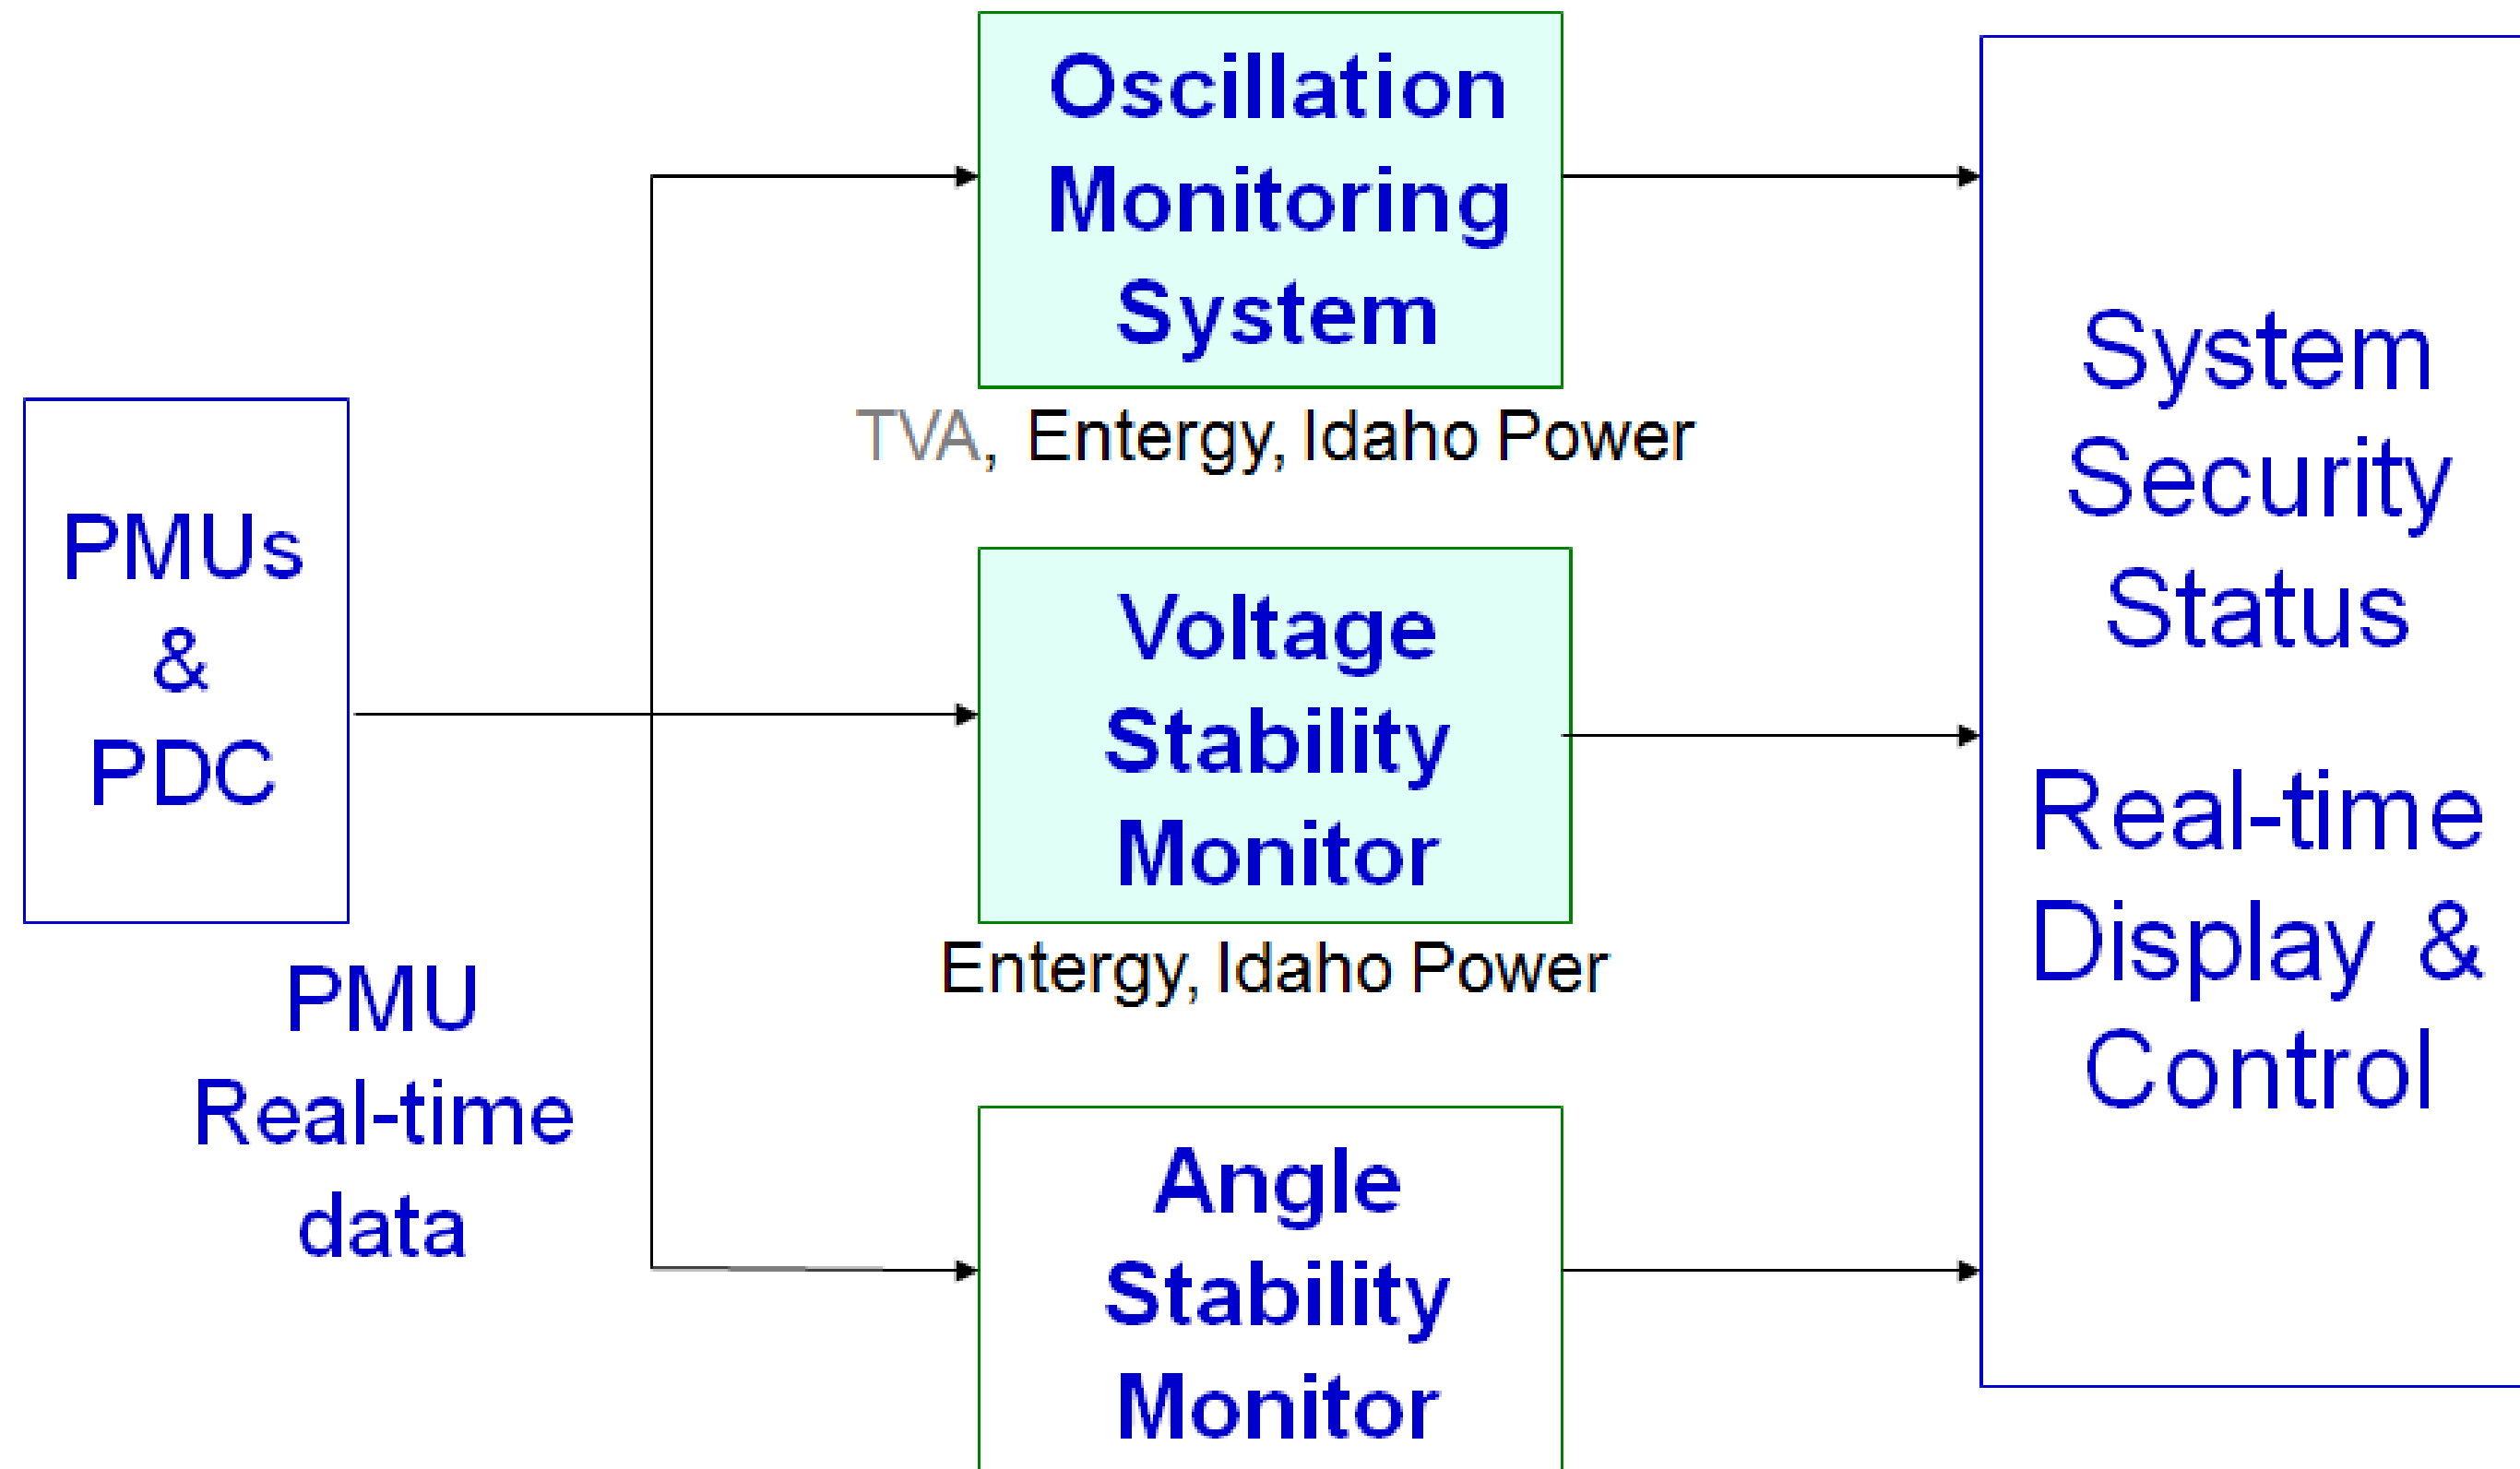 PMUs
&
PDC
PMU
Real-time
data
Oscillation
Monitoring
System
TVA, Entergy, Idaho Power
Voltage
Stability
Monitor
Entergy, Idaho Power
Angle
Stability
Monitor
System
Security
Status
Real-time
Display &
Control